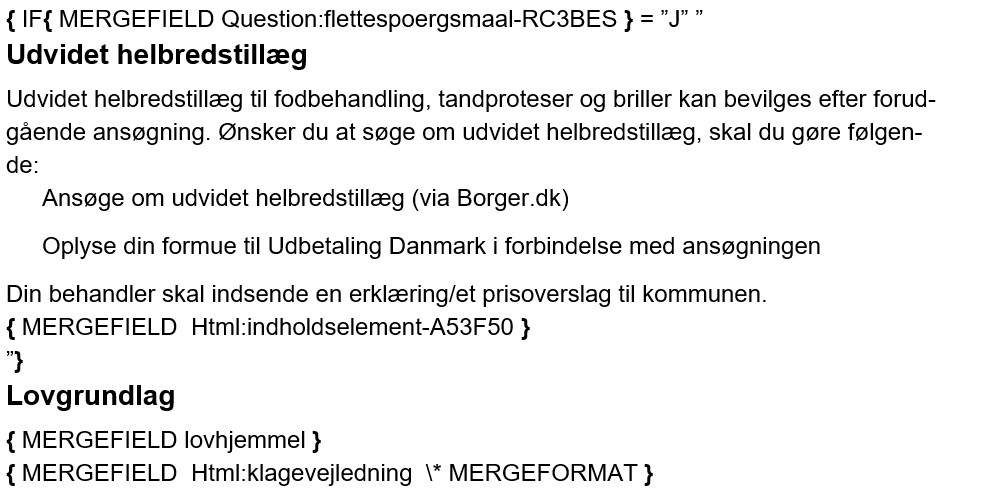 { IF{ MERGEFIELD Question:flettespoergsmaal-RC3BES } = ”J” ”
Udvidet helbredstillæg
Udvidet helbredstillæg til fodbehandling, tandproteser og briller kan bevilges efter forud-
gående ansøgning. Ønsker du at søge om udvidet helbredstillæg, skal du gøre følgen-
de:
Ansøge om udvidet helbredstillæg (via Borger.dk)
Oplyse din formue til Udbetaling Danmark i forbindelse med ansøgningen
Din behandler skal indsende en erklæring/et prisoverslag til kommunen.
{ MERGEFIELD  Html:indholdselement-A53F50 }
”}
Lovgrundlag
{ MERGEFIELD lovhjemmel }
{ MERGEFIELD  Html:klagevejledning  \* MERGEFORMAT }